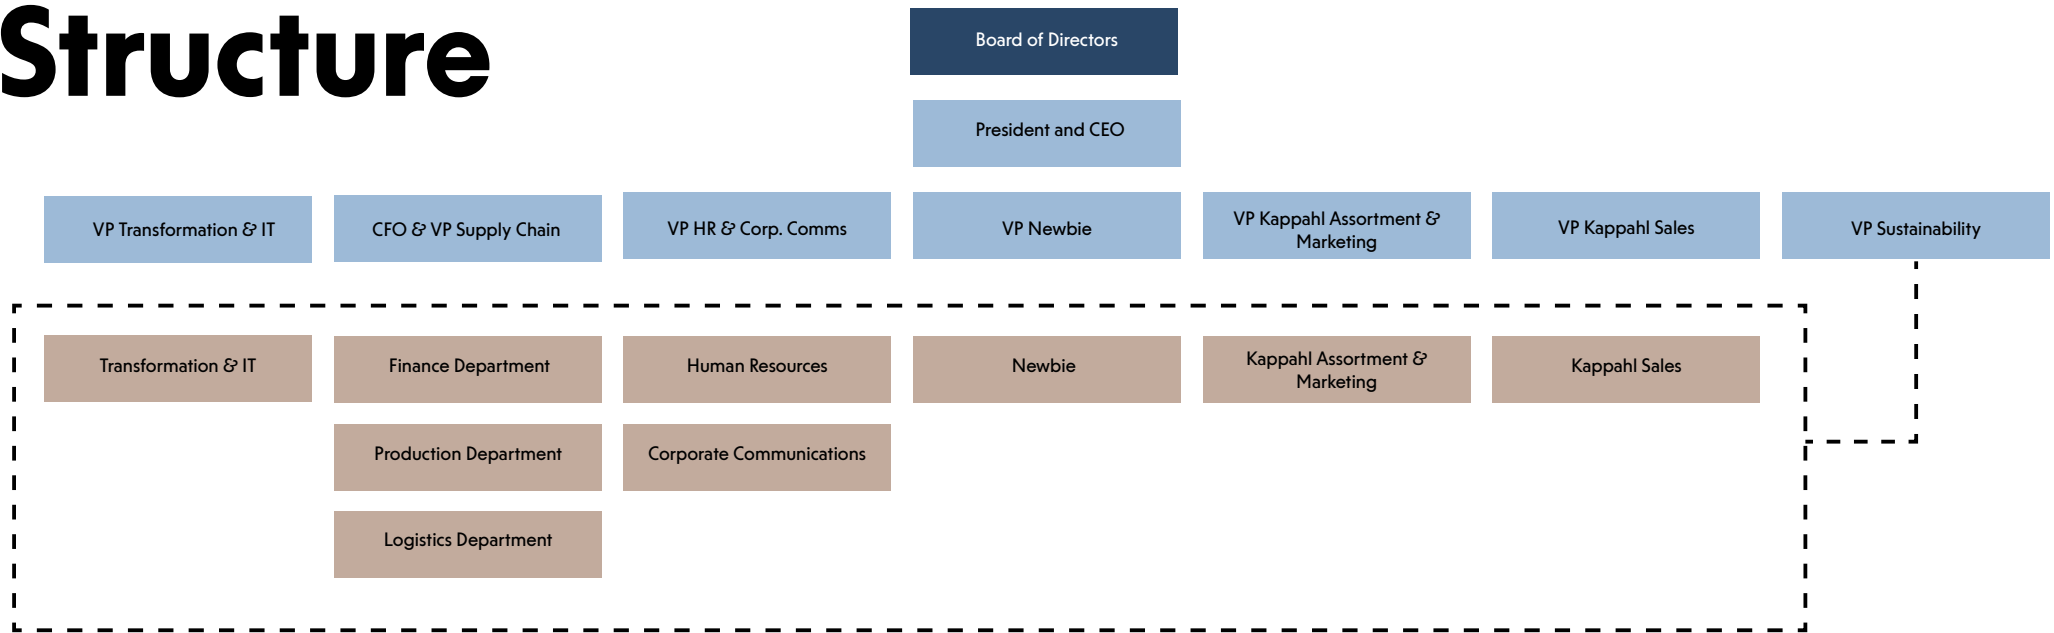 Structure
Board of Directors
President and CEO
VP Transformation & IT
CFO & VP Supply Chain
VP HR & Corp. Comms
VP Newbie
VP Kappahl Assortment &
Marketing
VP Kappahl Sales
VP Sustainability
Transformation & IT
Finance Department
Human Resources
Newbie
Kappahl Assortment &
Marketing
Kappahl Sales
Production Department
Corporate Communications
Logistics Department